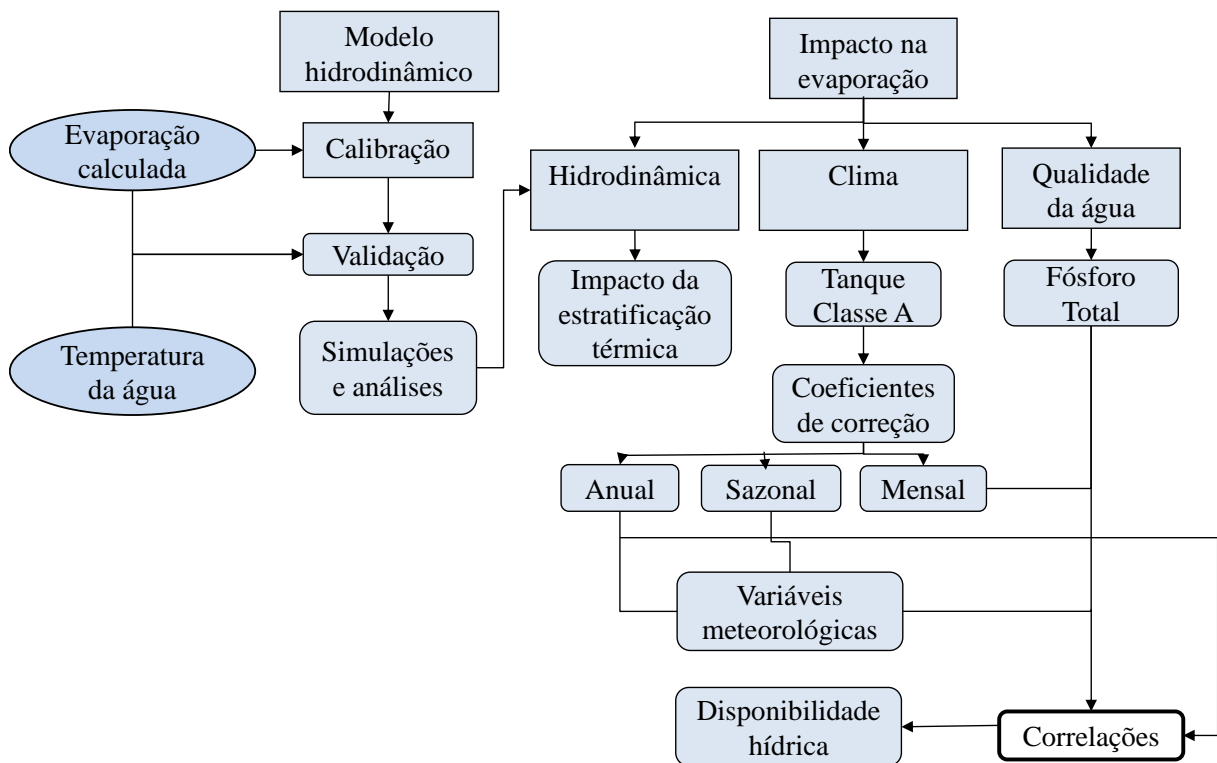 Modelo
hidrodinâmico
Impacto na
evaporação
Evaporação
calculada
Calibração
Hidrodinâmica
Clima
Qualidade
da água
Validação
Impacto da
estratificação
térmica
Tanque
Classe A
Fósforo
Total
Temperatura
da água
Simulações
e análises
Coeficientes
de correção
Anual
Sazonal
Mensal
Variáveis
meteorológicas
Disponibilidade
hídrica
Correlações